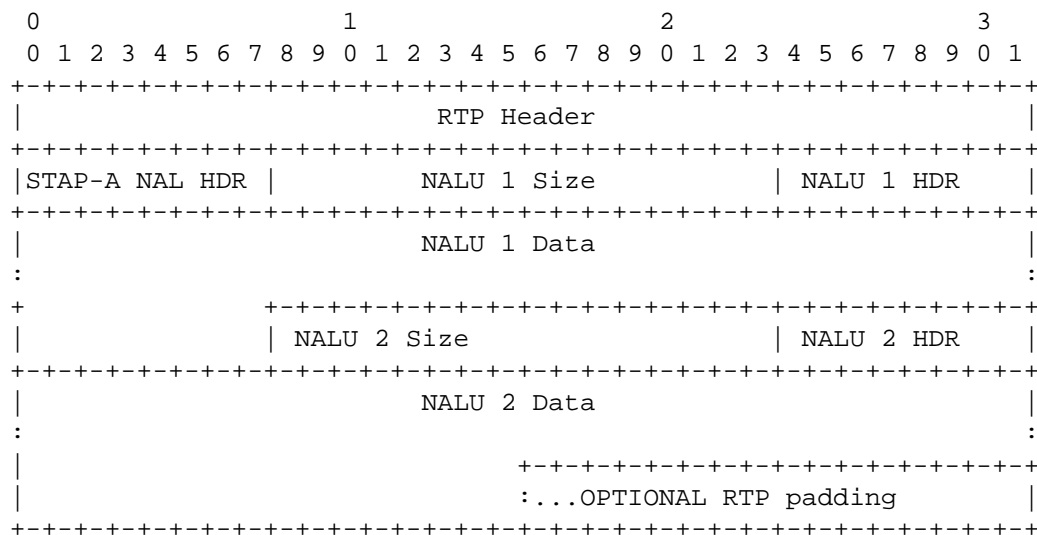 0                   1                   2                   3
 0 1 2 3 4 5 6 7 8 9 0 1 2 3 4 5 6 7 8 9 0 1 2 3 4 5 6 7 8 9 0 1
+-+-+-+-+-+-+-+-+-+-+-+-+-+-+-+-+-+-+-+-+-+-+-+-+-+-+-+-+-+-+-+-+
|                          RTP Header                           |
+-+-+-+-+-+-+-+-+-+-+-+-+-+-+-+-+-+-+-+-+-+-+-+-+-+-+-+-+-+-+-+-+
|STAP-A NAL HDR |         NALU 1 Size           | NALU 1 HDR    |
+-+-+-+-+-+-+-+-+-+-+-+-+-+-+-+-+-+-+-+-+-+-+-+-+-+-+-+-+-+-+-+-+
|                         NALU 1 Data                           |
:                                                               :
+               +-+-+-+-+-+-+-+-+-+-+-+-+-+-+-+-+-+-+-+-+-+-+-+-+
|               | NALU 2 Size                   | NALU 2 HDR    |
+-+-+-+-+-+-+-+-+-+-+-+-+-+-+-+-+-+-+-+-+-+-+-+-+-+-+-+-+-+-+-+-+
|                         NALU 2 Data                           |
:                                                               :
|                               +-+-+-+-+-+-+-+-+-+-+-+-+-+-+-+-+
|                               :...OPTIONAL RTP padding        |
+-+-+-+-+-+-+-+-+-+-+-+-+-+-+-+-+-+-+-+-+-+-+-+-+-+-+-+-+-+-+-+-+